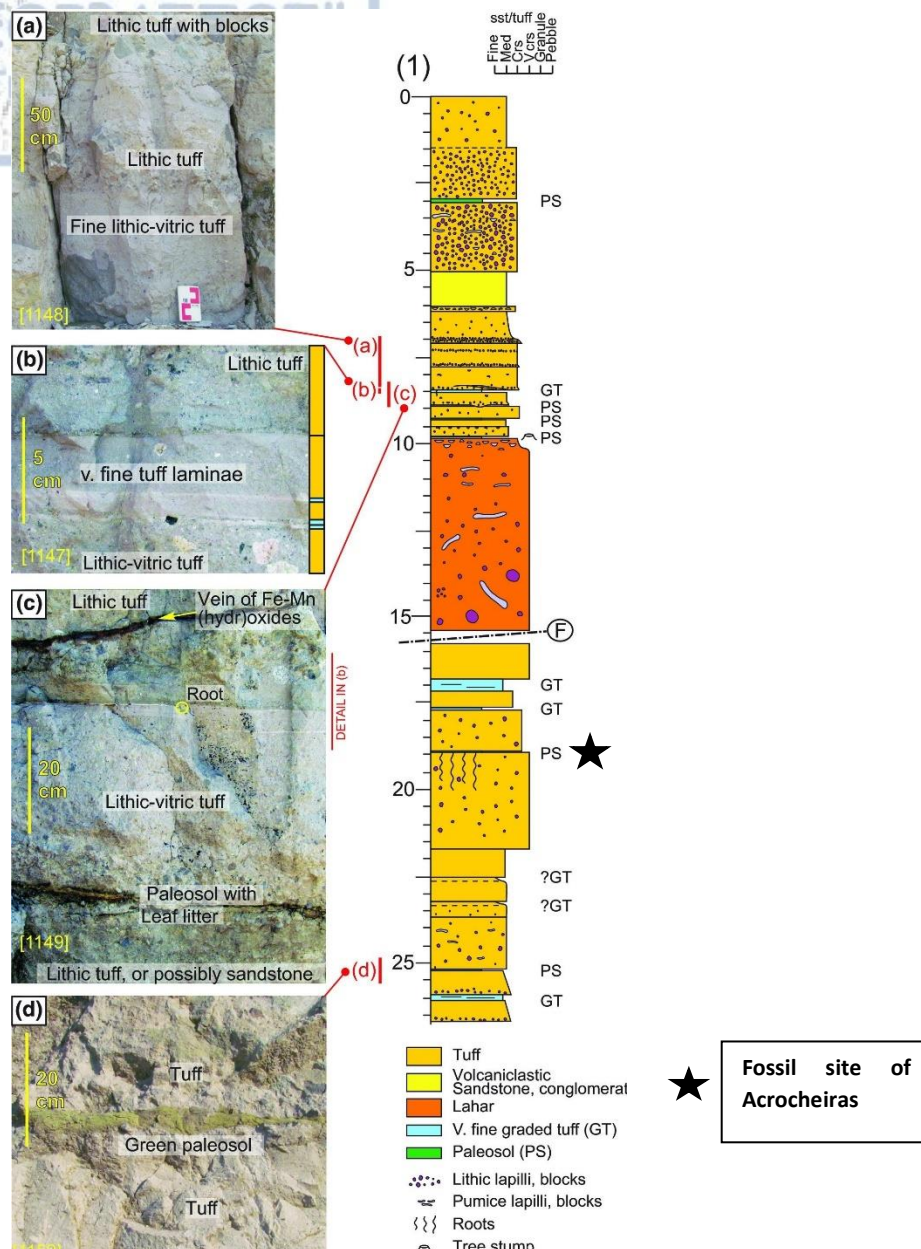 (a)
Lithic tuff with blocks
50
cm
Lithic tuff
Fine lithic-vitric tuff
[1148]
(b)
Lithic tuff
5
cm
v. fine tuff laminae
[1147]
Lithic-vitric tuff
(c)
Lithic tuff
Vein of Fe-Mn
(hydr)oxides
Root
DETAIL IN (b)
20
cm
Lithic-vitric tuff
Paleosol with
Leaf litter
[1149]
Lithic tuff, or possibly sandstone
(d)
20
cm
Tuff
Green paleosol
Tuff
(1)
sst/tuff
Fine
Med
Crs
V.crs
Granule
Pebble
0
PS
5
(a)
(b)
(c)
GT
PS
PS
PS
10
15
F
GT
GT
PS
20
?GT
?GT
25
(d)
PS
GT
Tuff
Volcaniclastic
Sandstone, conglomerat
Lahar
V. fine graded tuff (GT)
Paleosol (PS)
Lithic lapilli, blocks
Pumice lapilli, blocks
Roots
Tree stump
Fossil site of
Acrocheiras